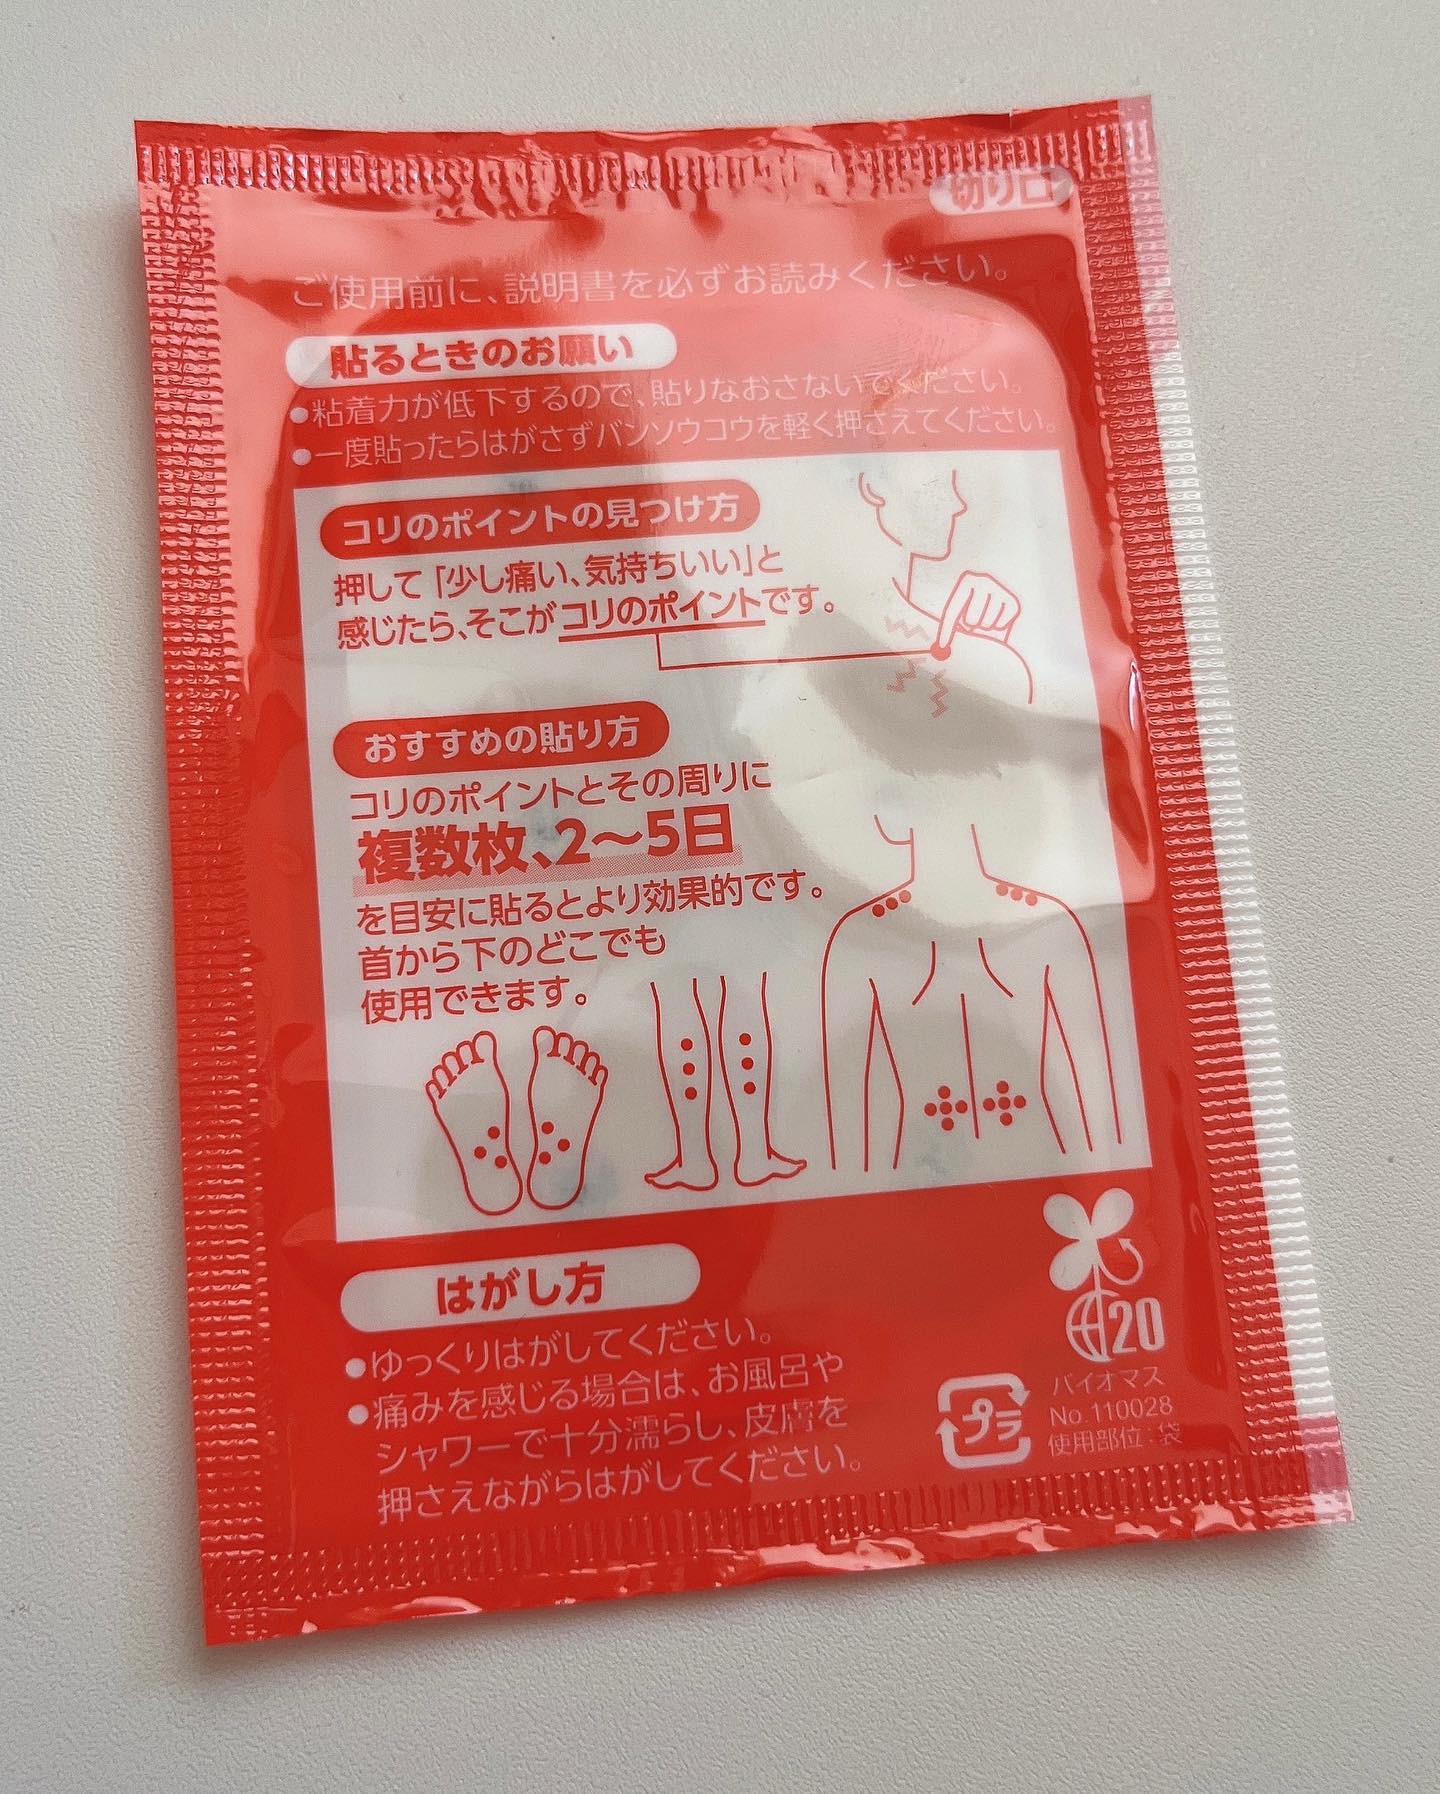 切り口
ご使用前に、説明書を必ずお読みください。
貼るときのお願い
●粘着力が低下するので、貼りなおさないでください。
●一度貼ったらはがさずバンソウコウを軽く押さえてください。
コリのポイントの見つけ方
押して「少し痛い、気持ちいい」と
感じたら、そこがコリのポイントです。
おすすめの貼り方
コリのポイントとその周りに
複数枚、2〜5日
を目安に貼るとより効果的です。
首から下のどこでも
使用できます。
はがし方
●ゆっくりはがしてください。
●痛みを感じる場合は、お風呂や
シャワーで十分濡らし、皮膚を
押さえながらはがしてください。
プラ
20
バイオマス
No.110028
使用部位:袋